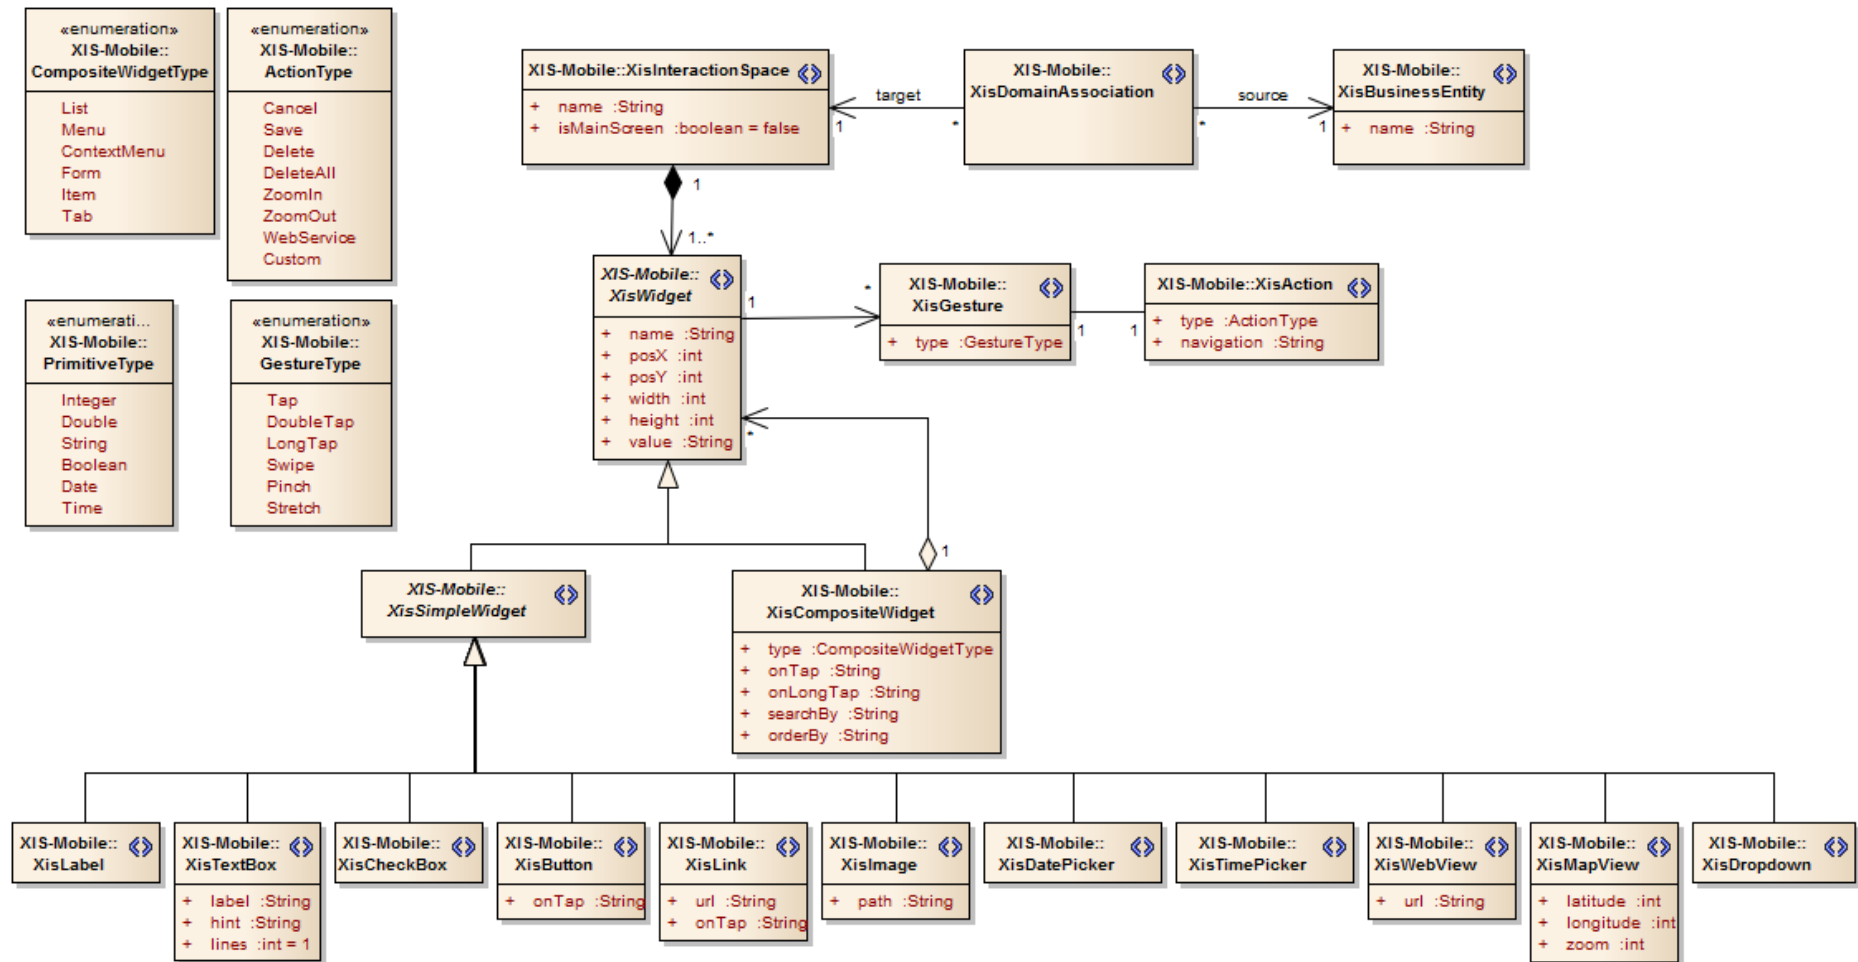 «enumeration»
XIS-Mobile::
CompositeWidgetType
List
Menu
ContextMenu
Form
Item
Tab
«enumeration»
XIS-Mobile::
ActionType
Cancel
Save
Delete
DeleteAll
ZoomIn
ZoomOut
WebService
Custom
«enumerati...
XIS-Mobile::
PrimitiveType
Integer
Double
String
Boolean
Date
Time
«enumeration»
XIS-Mobile::
GestureType
Tap
DoubleTap
LongTap
Swipe
Pinch
Stretch
XIS-Mobile::XisInteractionSpace
+ name :String
+ isMainScreen :boolean = false
target
1
*
XIS-Mobile::
XisDomainAssociation
source
*
1
XIS-Mobile::
XisBusinessEntity
+ name :String
1
1..*
XIS-Mobile::
XisWidget
+ name :String
+ posX :int
+ posY :int
+ width :int
+ height :int
+ value :String
1
*
XIS-Mobile::
XisGesture
+ type :GestureType
1
1
XIS-Mobile::XisAction
+ type :ActionType
+ navigation :String
*
1
XIS-Mobile::
XisSimpleWidget
XIS-Mobile::
XisCompositeWidget
+ type :CompositeWidgetType
+ onTap :String
+ onLongTap :String
+ searchBy :String
+ orderBy :String
XIS-Mobile::
XisLabel
XIS-Mobile::
XisTextBox
+ label :String
+ hint :String
+ lines :int = 1
XIS-Mobile::
XisCheckBox
XIS-Mobile::
XisButton
+ onTap :String
XIS-Mobile::
XisLink
+ url :String
+ onTap :String
XIS-Mobile::
XisImage
+ path :String
XIS-Mobile::
XisDatePicker
XIS-Mobile::
XisTimePicker
XIS-Mobile::
XisWebView
+ url :String
XIS-Mobile::
XisMapView
+ latitude :int
+ longitude :int
+ zoom :int
XIS-Mobile::
XisDropdown